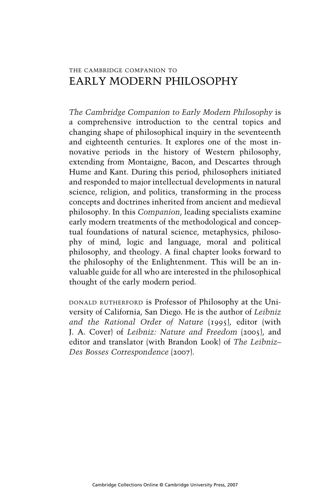 THE CAMBRIDGE COMPANION TO
EARLY MODERN PHILOSOPHY
The Cambridge Companion to Early Modern Philosophy is
a comprehensive introduction to the central topics and
changing shape of philosophical inquiry in the seventeenth
and eighteenth centuries. It explores one of the most in-
novative periods in the history of Western philosophy,
extending from Montaigne, Bacon, and Descartes through
Hume and Kant. During this period, philosophers initiated
and responded to major intellectual developments in natural
science, religion, and politics, transforming in the process
concepts and doctrines inherited from ancient and medieval
philosophy. In this Companion, leading specialists examine
early modern treatments of the methodological and concep-
tual foundations of natural science, metaphysics, philoso-
phy of mind, logic and language, moral and political
philosophy, and theology. A final chapter looks forward to
the philosophy of the Enlightenment. This will be an in-
valuable guide for all who are interested in the philosophical
thought of the early modern period.
DONALD RUTHERFORD is Professor of Philosophy at the Uni-
versity of California, San Diego. He is the author of Leibniz
and the Rational Order of Nature (1995), editor (with
J. A. Cover) of Leibniz: Nature and Freedom (2005), and
editor and translator (with Brandon Look) of The Leibniz–
Des Bosses Correspondence (2007).
Cambridge Collections Online © Cambridge University Press, 2007